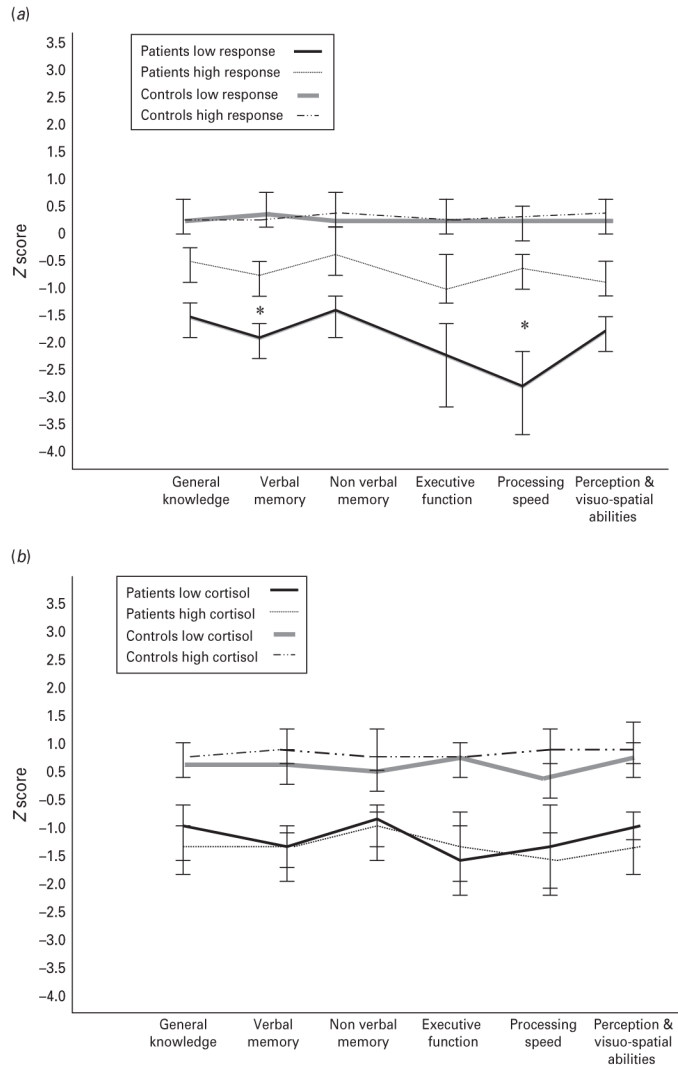 (a)
Patients low response
Patients high response
Controls low response
Controls high response
3.5
3.0
2.5
2.0
1.5
1.0
0.5
0
–0.5
–1.0
–1.5
–2.0
–2.5
–3.0
–3.5
–4.0
Z score
*
*
General
knowledge
Verbal
memory
Non verbal
memory
Executive
function
Processing
speed
Perception &
visuo-spatial
abilities
(b)
Patients low cortisol
Patients high cortisol
Controls low cortisol
Controls high cortisol
3.5
3.0
2.5
2.0
1.5
1.0
0.5
–0.5
–1.0
–1.5
–2.0
–2.5
–3.0
–3.5
–4.0
Z score
General
knowledge
Verbal
memory
Non verbal
memory
Executive
function
Processing
speed
Perception &
visuo-spatial
abilities